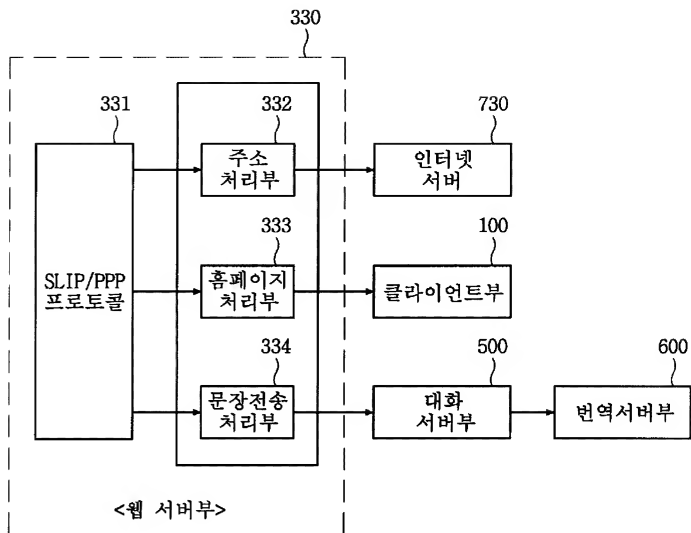 330
331
332
730
주소
처리부
인터넷
서버
333
100
SLIP/PPP
프로토콜
홈페이지
처리부
클라이언트부
334
500
600
문장전송
처리부
대화
서버부
번역서버부
<웹 서버부>